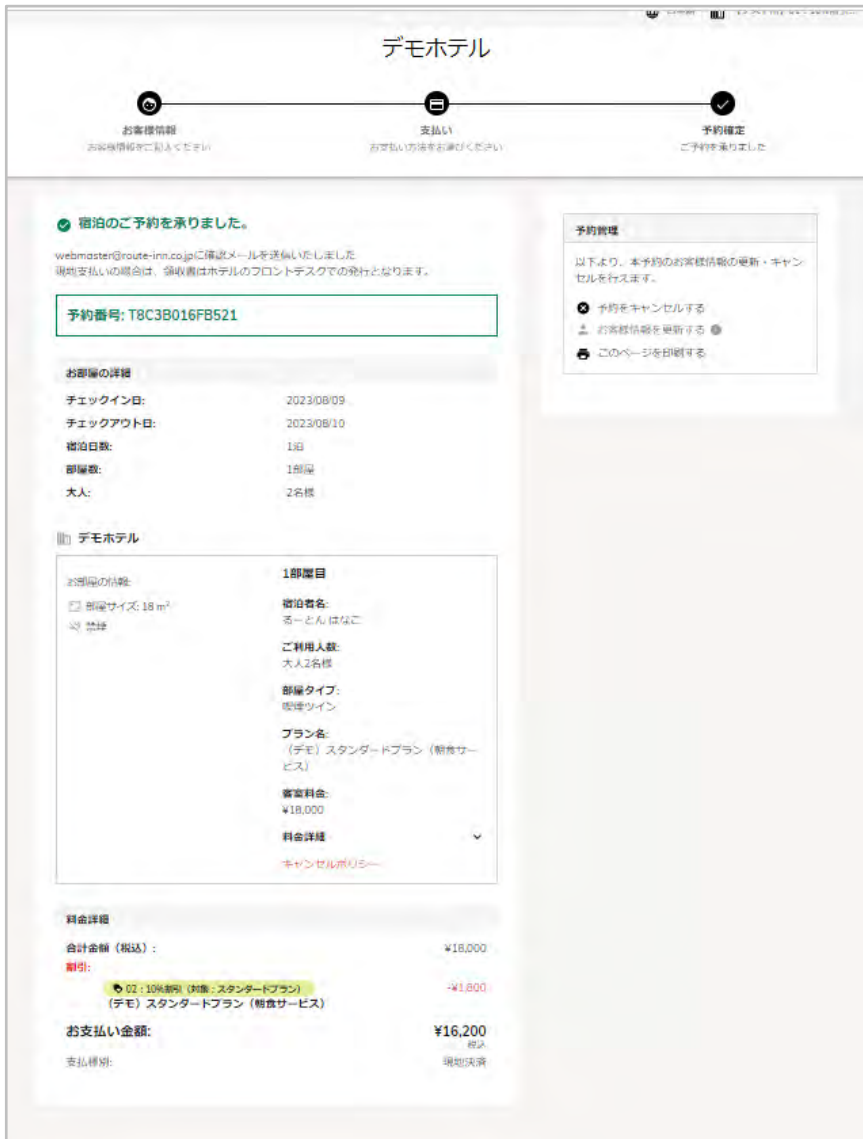 デモホテル
お客様情報
お客様情報をご記入ください
支払い
お支払い方法をお選びください
予約確定
ご予約を承りました
宿泊のご予約を承りました。
webmaster@route-inn.co.jpに確認メールを送信いたしました
現地支払いの場合は、領収書はホテルのフロントデスクでの発行となります。
予約番号: T8C3B016FB521
お部屋の詳細
チェックイン日: 2023/08/09
チェックアウト日: 2023/08/10
宿泊日数: 1泊
部屋数: 1部屋
大人: 2名様
デモホテル
お部屋の情報:
部屋サイズ: 18 m²
禁煙
1部屋目
宿泊者名:
るーとん はなこ
ご利用人数:
大人2名様
部屋タイプ:
喫煙ツイン
プラン名:
（デモ）スタンダードプラン（朝食サー
ビス）
客室料金:
¥18,000
料金詳細
キャンセルポリシー
料金詳細
合計金額（税込）: ¥18,000
割引:
02：10%割引（対象：スタンダードプラン） -¥1,800
（デモ）スタンダードプラン（朝食サービス）
お支払い金額: ¥16,200
税込
支払種別: 現地決済
予約管理
以下より、本予約のお客様情報の更新・キャン
セルを行えます。
予約をキャンセルする
お客様情報を更新する
このページを印刷する